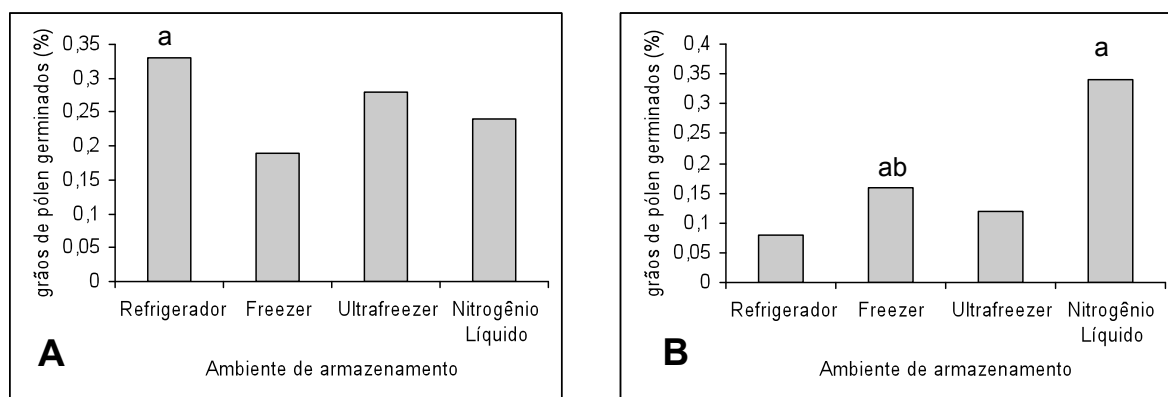 grãos de pólen germinados (%)
0,35
0,3
0,25
0,2
0,15
0,1
0,05
0
a
Refrigerador Freezer Ultrafreezer Nitrogênio
Líquido
Ambiente de armazenamento
A
grãos de pólen germinados (%)
0,4
0,35
0,3
0,25
0,2
0,15
0,1
0,05
0
ab
a
Refrigerador Freezer Ultrafreezer Nitrogênio
Líquido
Ambiente de armazenamento
B